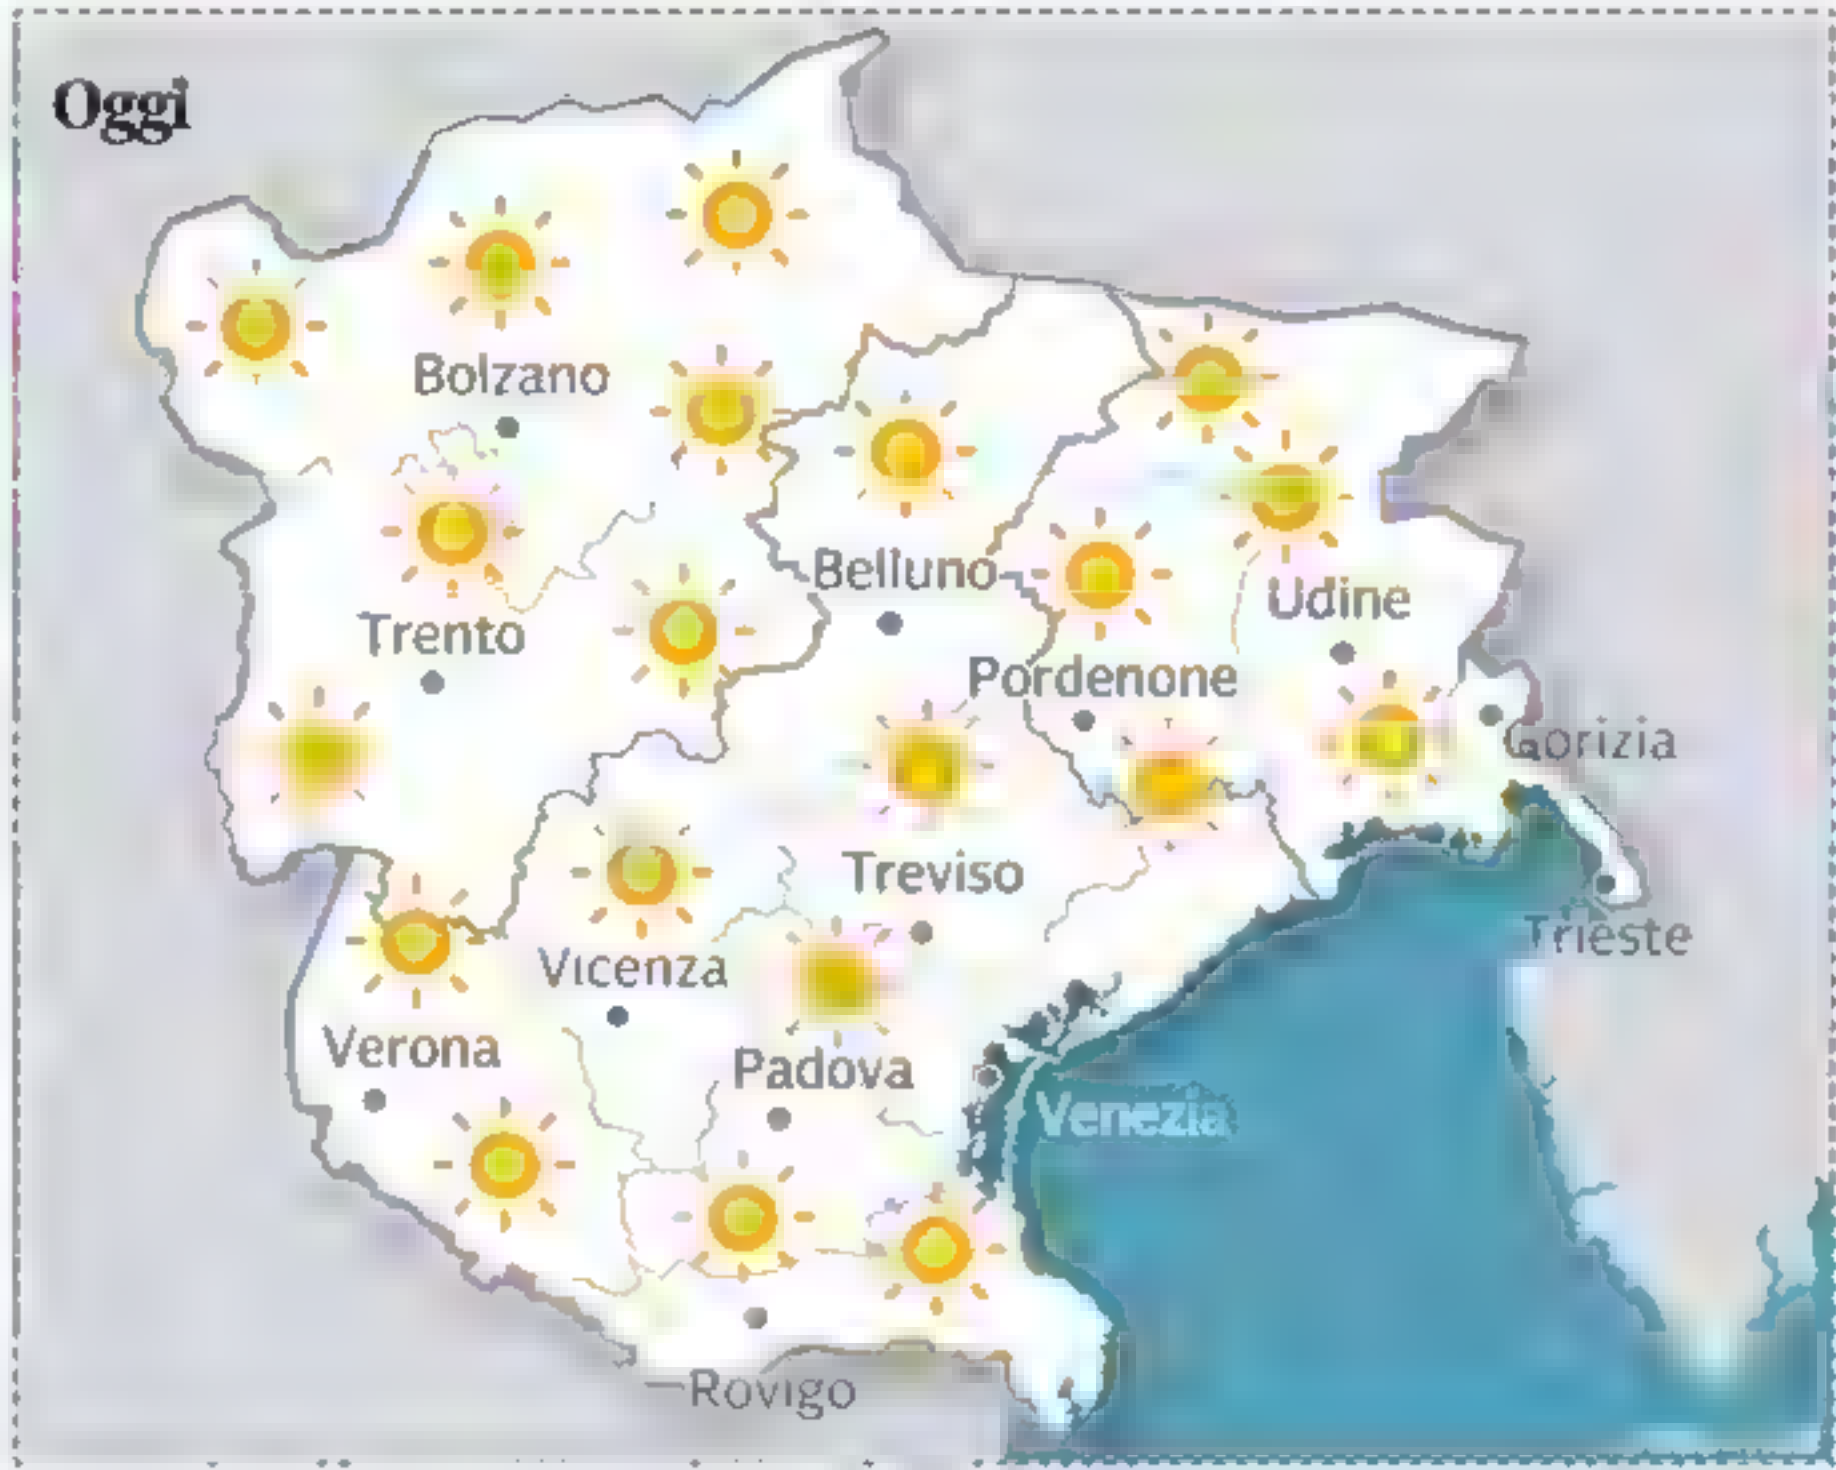 Oggi
Bolzano
Belluno
Udine
Trento
Pordenone
Gorizia
Treviso
Trieste
Vicenza
Verona
Padova
Venezia
Rovigo